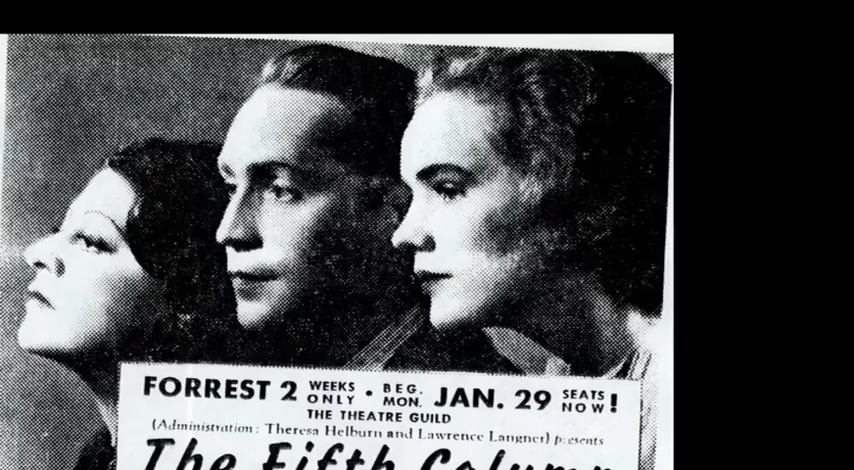 FORREST 2 WEEKS ONLY • BEG. MON. JAN. 29 SEATS NOW!
THE THEATRE GUILD
(Administration: Theresa Helburn and Lawrence Langner) presents
The Fifth Column